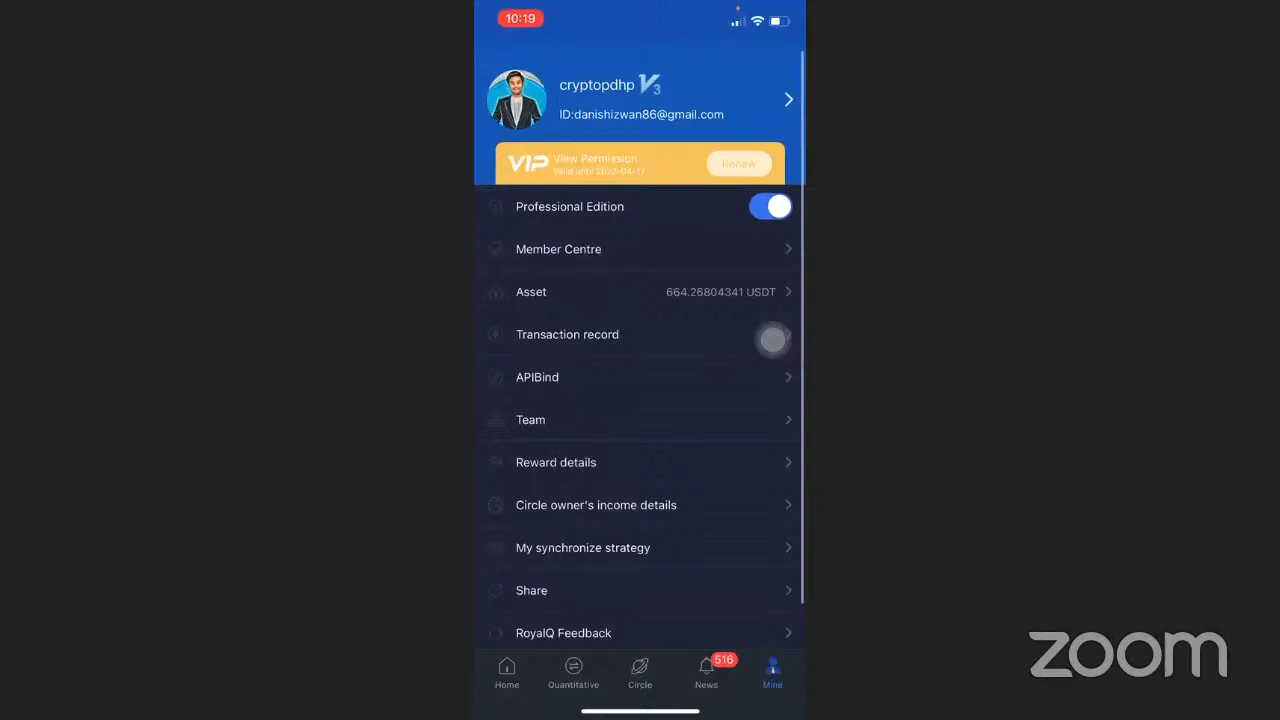 10:19
cryptopdhp V3
ID:danishizwan86@gmail.com
VIP View Permission Renew
Valid until 2022-04-17
Professional Edition
Member Centre
Asset 664.26804341 USDT
Transaction record
APIBind
Team
Reward details
Circle owner's income details
My synchronize strategy
Share
RoyalQ Feedback
516
Home Quantitative Circle News Mine
zoom